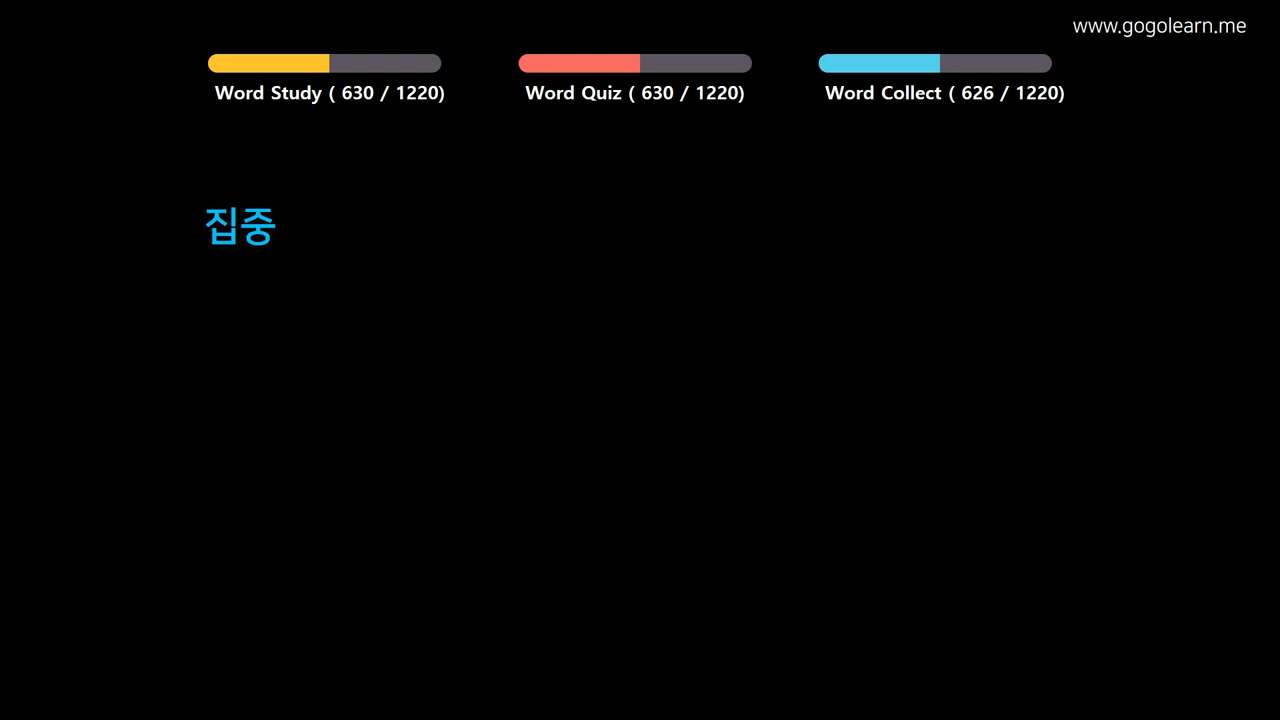 www.gogolearn.me
Word Study ( 630 / 1220)
Word Quiz ( 630 / 1220)
Word Collect ( 626 / 1220)
집중